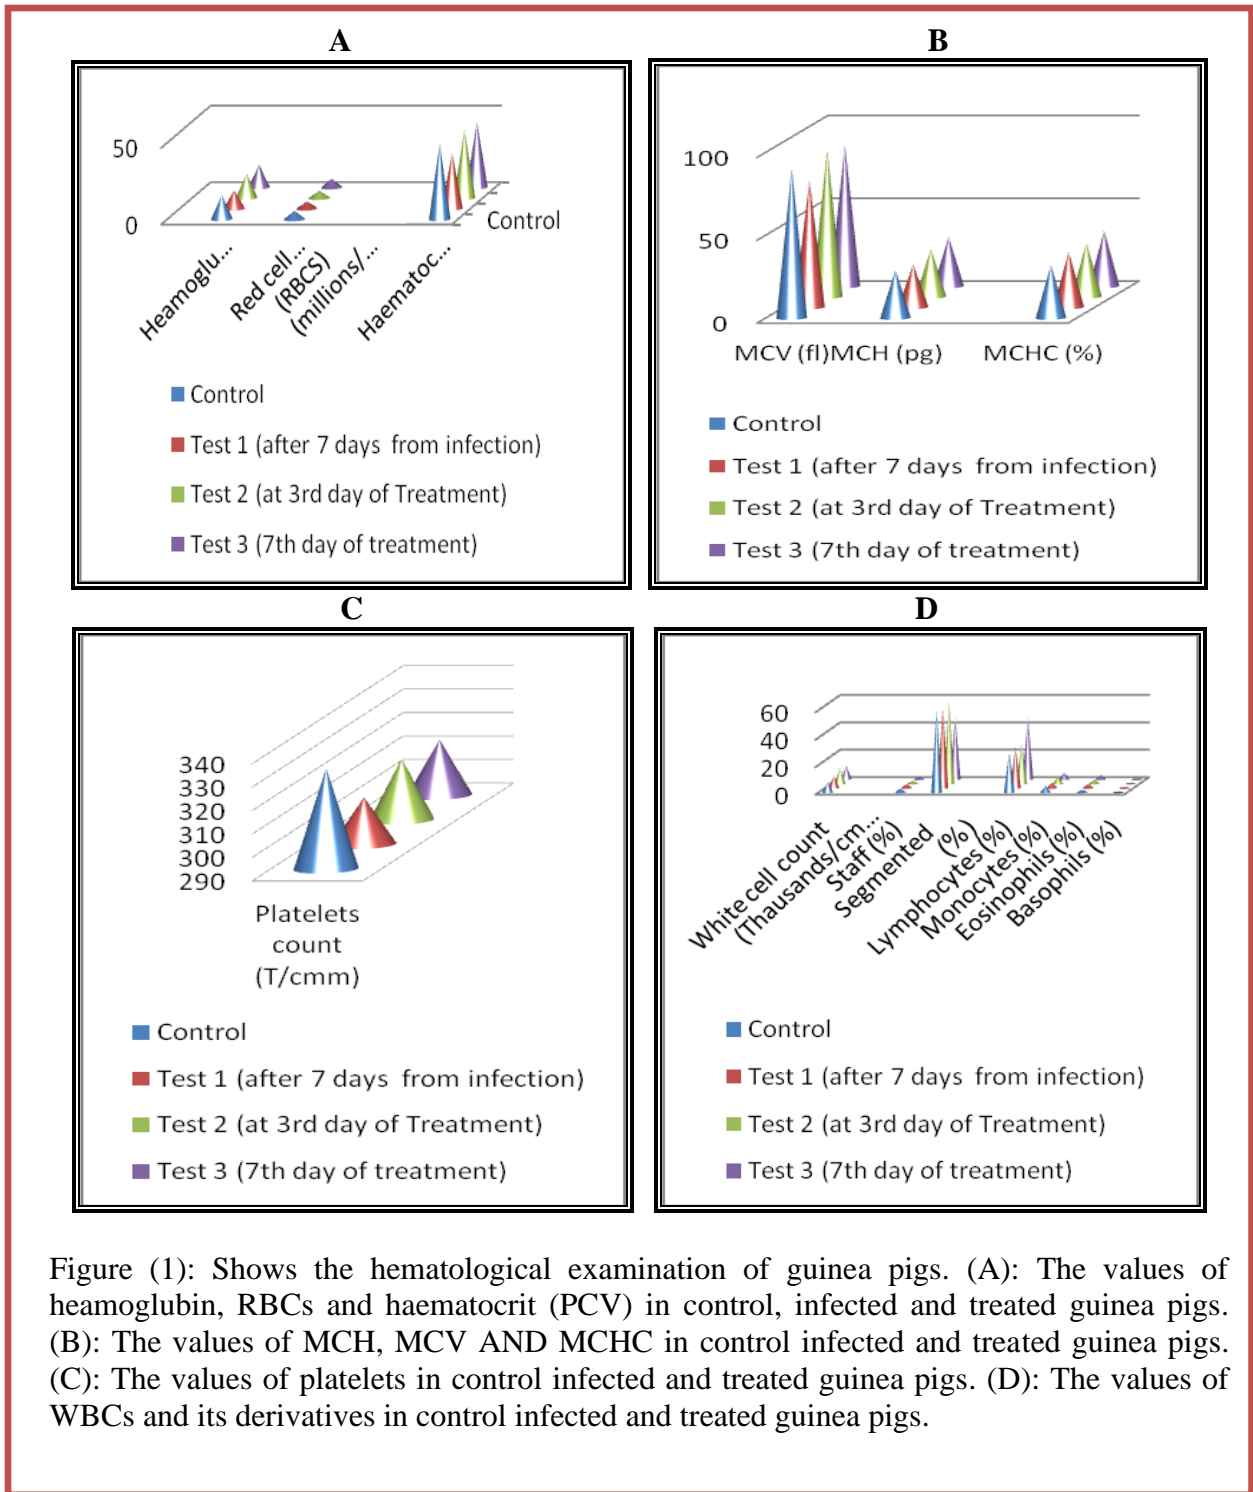 A
50
0
Control
Heamoglu...
Red cell...
(RBCS)
(millions/...
Haematoc...
Control
Test 1 (after 7 days from infection)
Test 2 (at 3rd day of Treatment)
Test 3 (7th day of treatment)
B
100
50
0
MCV (fl)MCH (pg) MCHC (%)
Control
Test 1 (after 7 days from infection)
Test 2 (at 3rd day of Treatment)
Test 3 (7th day of treatment)
C
340
330
320
310
300
290
Platelets
count
(T/cmm)
Control
Test 1 (after 7 days from infection)
Test 2 (at 3rd day of Treatment)
Test 3 (7th day of treatment)
D
60
40
20
0
White cell count
(Thausands/cm...
Staff (%)
Segmented (%)
Lymphocytes (%)
Monocytes (%)
Eosinophils (%)
Basophils (%)
Control
Test 1 (after 7 days from infection)
Test 2 (at 3rd day of Treatment)
Test 3 (7th day of treatment)
Figure (1): Shows the hematological examination of guinea pigs. (A): The values of
heamoglubin, RBCs and haematocrit (PCV) in control, infected and treated guinea pigs.
(B): The values of MCH, MCV AND MCHC in control infected and treated guinea pigs.
(C): The values of platelets in control infected and treated guinea pigs. (D): The values of
WBCs and its derivatives in control infected and treated guinea pigs.